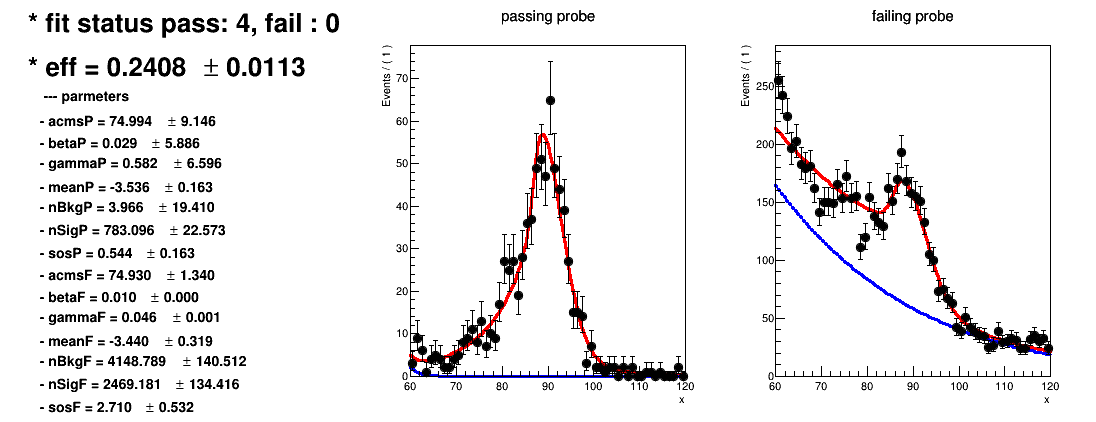 * fit status pass: 4, fail : 0
* eff = 0.2408 ± 0.0113
--- parmeters
- acmsP = 74.994 ± 9.146
- betaP = 0.029 ± 5.886
- gammaP = 0.582 ± 6.596
- meanP = -3.536 ± 0.163
- nBkgP = 3.966 ± 19.410
- nSigP = 783.096 ± 22.573
- sosP = 0.544 ± 0.163
- acmsF = 74.930 ± 1.340
- betaF = 0.010 ± 0.000
- gammaF = 0.046 ± 0.001
- meanF = -3.440 ± 0.319
- nBkgF = 4148.789 ± 140.512
- nSigF = 2469.181 ± 134.416
- sosF = 2.710 ± 0.532
passing probe
Events / ( 1 )
70
60
50
40
30
20
10
0
60 70 80 90 100 110 120
x
failing probe
Events / ( 1 )
250
200
150
100
50
0
60 70 80 90 100 110 120
x